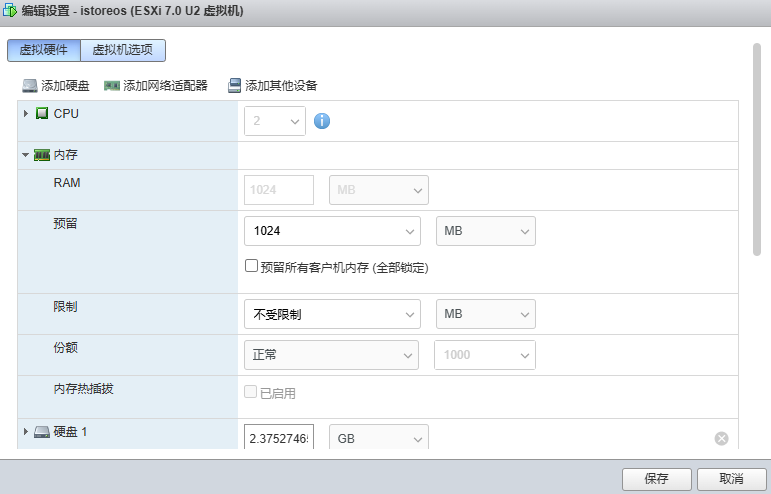 编辑设置 - istoreos (ESXi 7.0 U2 虚拟机)
虚拟硬件 虚拟机选项
添加硬盘 添加网络适配器 添加其他设备
CPU 2
内存
RAM 1024 MB
预留 1024 MB
预留所有客户机内存 (全部锁定)
限制 不受限制 MB
份额 正常 1000
内存热插拔 已启用
硬盘 1 2.3752746 GB
保存 取消